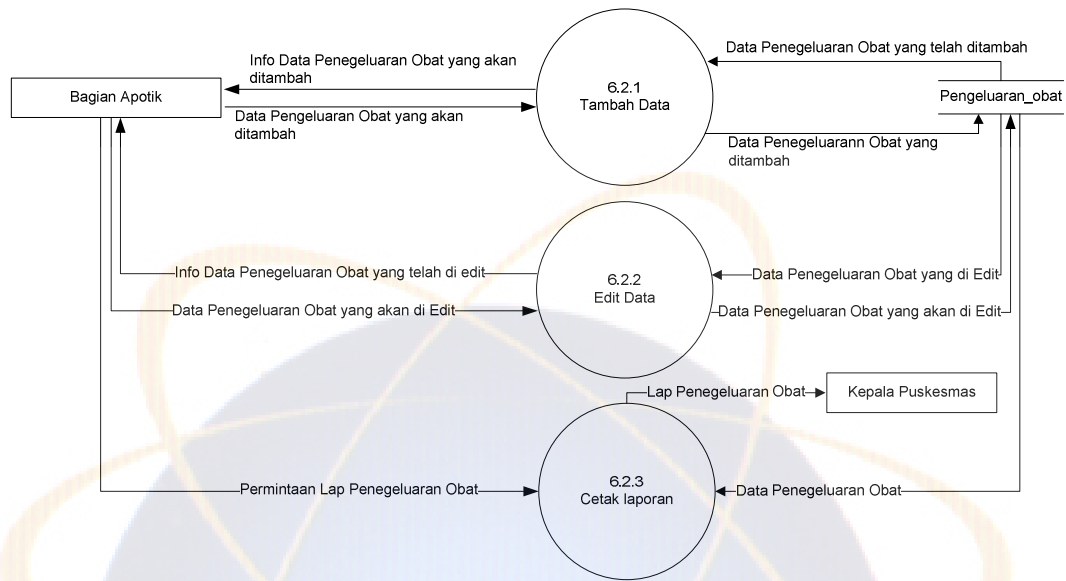 Info Data Penegeluaran Obat yang akan
ditambah
Data Penegeluaran Obat yang telah ditambah
6.2.1
Tambah Data
Bagian Apotik
Pengeluaran_obat
Data Pengeluaran Obat yang akan
ditambah
Data Penegeluarann Obat yang
ditambah
Info Data Penegeluaran Obat yang telah di edit
6.2.2
Edit Data
Data Penegeluaran Obat yang di Edit
Data Penegeluaran Obat yang akan di Edit
Data Penegeluaran Obat yang akan di Edit
Lap Penegeluaran Obat
Kepala Puskesmas
Permintaan Lap Penegeluaran Obat
6.2.3
Cetak laporan
Data Penegeluaran Obat